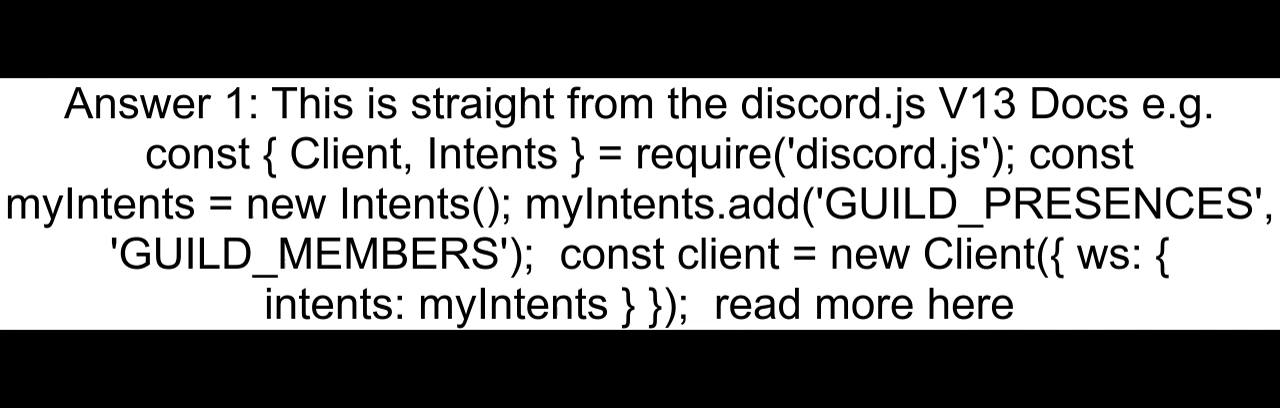 Answer 1: This is straight from the discord.js V13 Docs e.g.
const { Client, Intents } = require('discord.js'); const
myIntents = new Intents(); myIntents.add('GUILD_PRESENCES',
'GUILD_MEMBERS');  const client = new Client({ ws: {
intents: myIntents } });  read more here